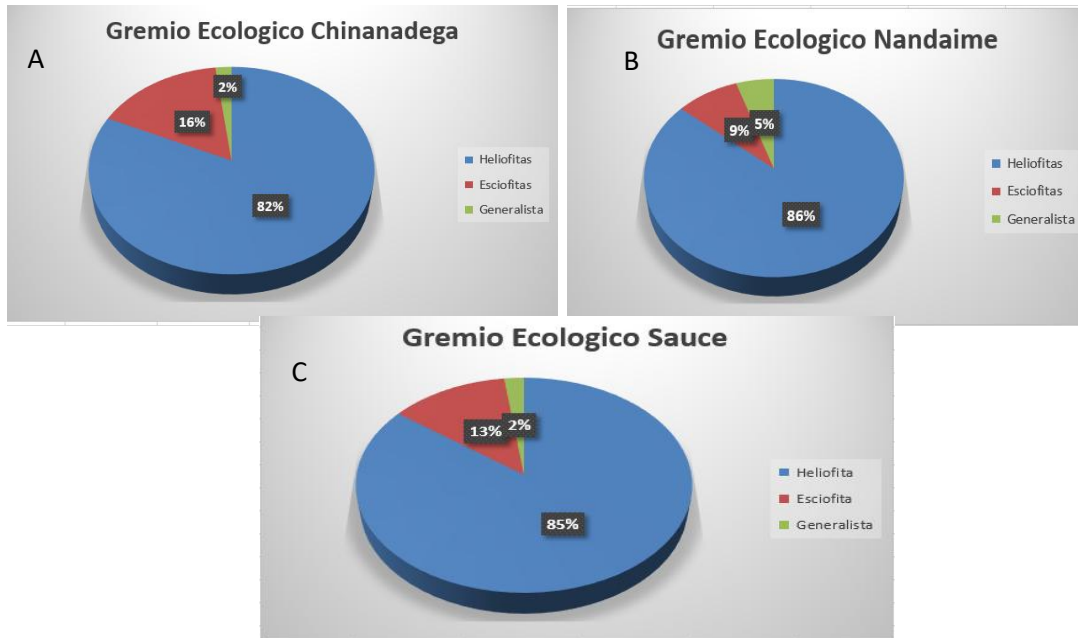 A
Gremio Ecologico Chinanadega
2%
16%
82%
Heliofitas
Esciofitas
Generalista
B
Gremio Ecologico Nandaime
9%
5%
86%
Heliofitas
Esciofitas
Generalista
C
Gremio Ecologico Sauce
13%
2%
85%
Heliofita
Esciofita
Generalista